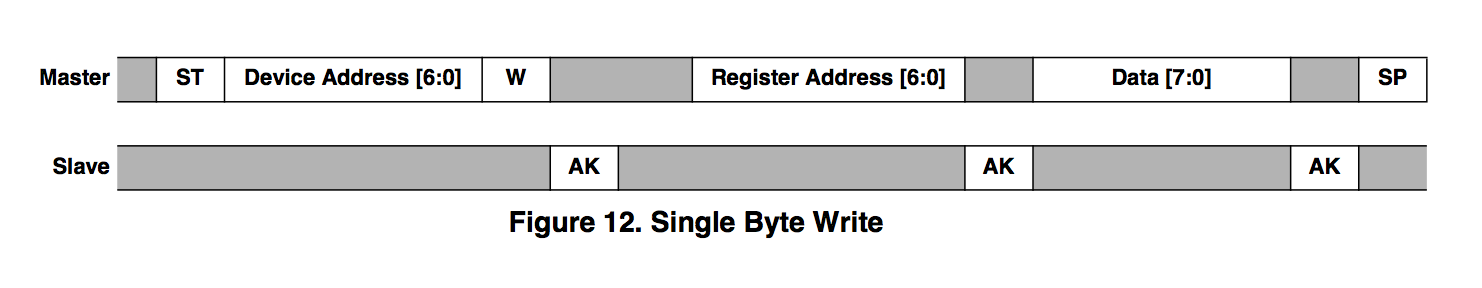 Master ST Device Address [6:0] W Register Address [6:0] Data [7:0] SP
Slave AK AK AK
Figure 12. Single Byte Write